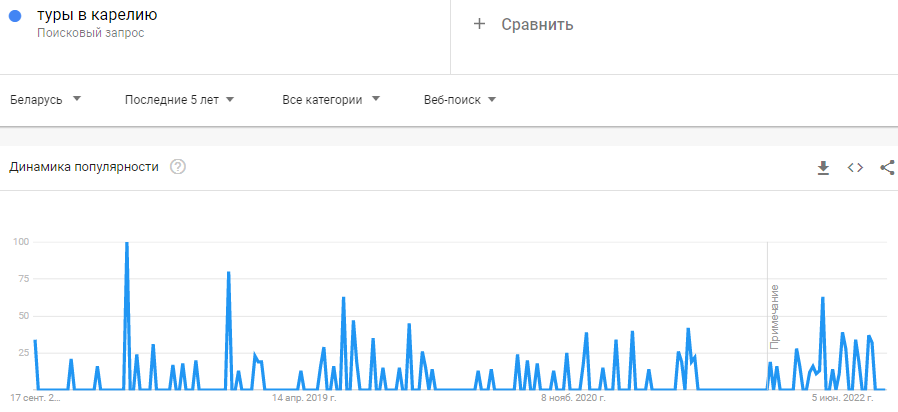 туры в карелию
Поисковый запрос
+ Сравнить
Беларусь
Последние 5 лет
Все категории
Веб-поиск
Динамика популярности ?
100
75
50
25
Примечание
17 сент. 2...
14 апр. 2019 г.
8 нояб. 2020 г.
5 июн. 2022 г.